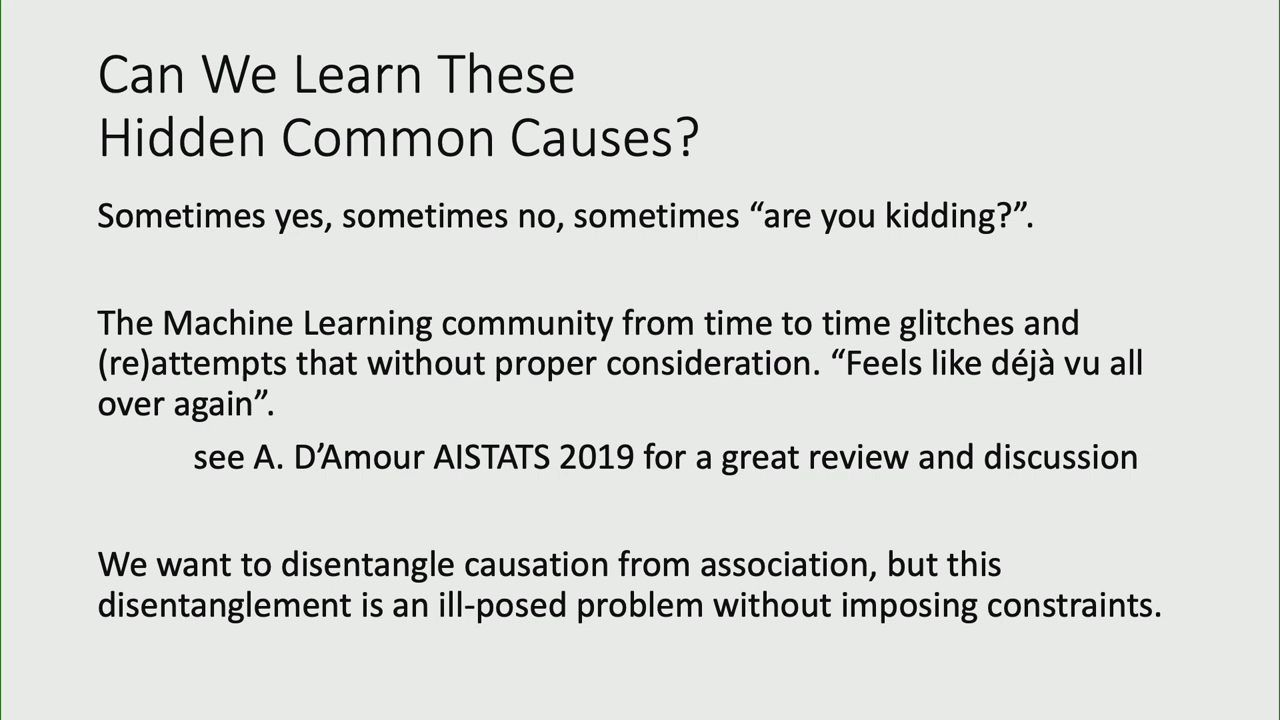 Can We Learn These
Hidden Common Causes?
Sometimes yes, sometimes no, sometimes “are you kidding?”.
The Machine Learning community from time to time glitches and
(re)attempts that without proper consideration. “Feels like déjà vu all
over again”.
see A. D’Amour AISTATS 2019 for a great review and discussion
We want to disentangle causation from association, but this
disentanglement is an ill-posed problem without imposing constraints.